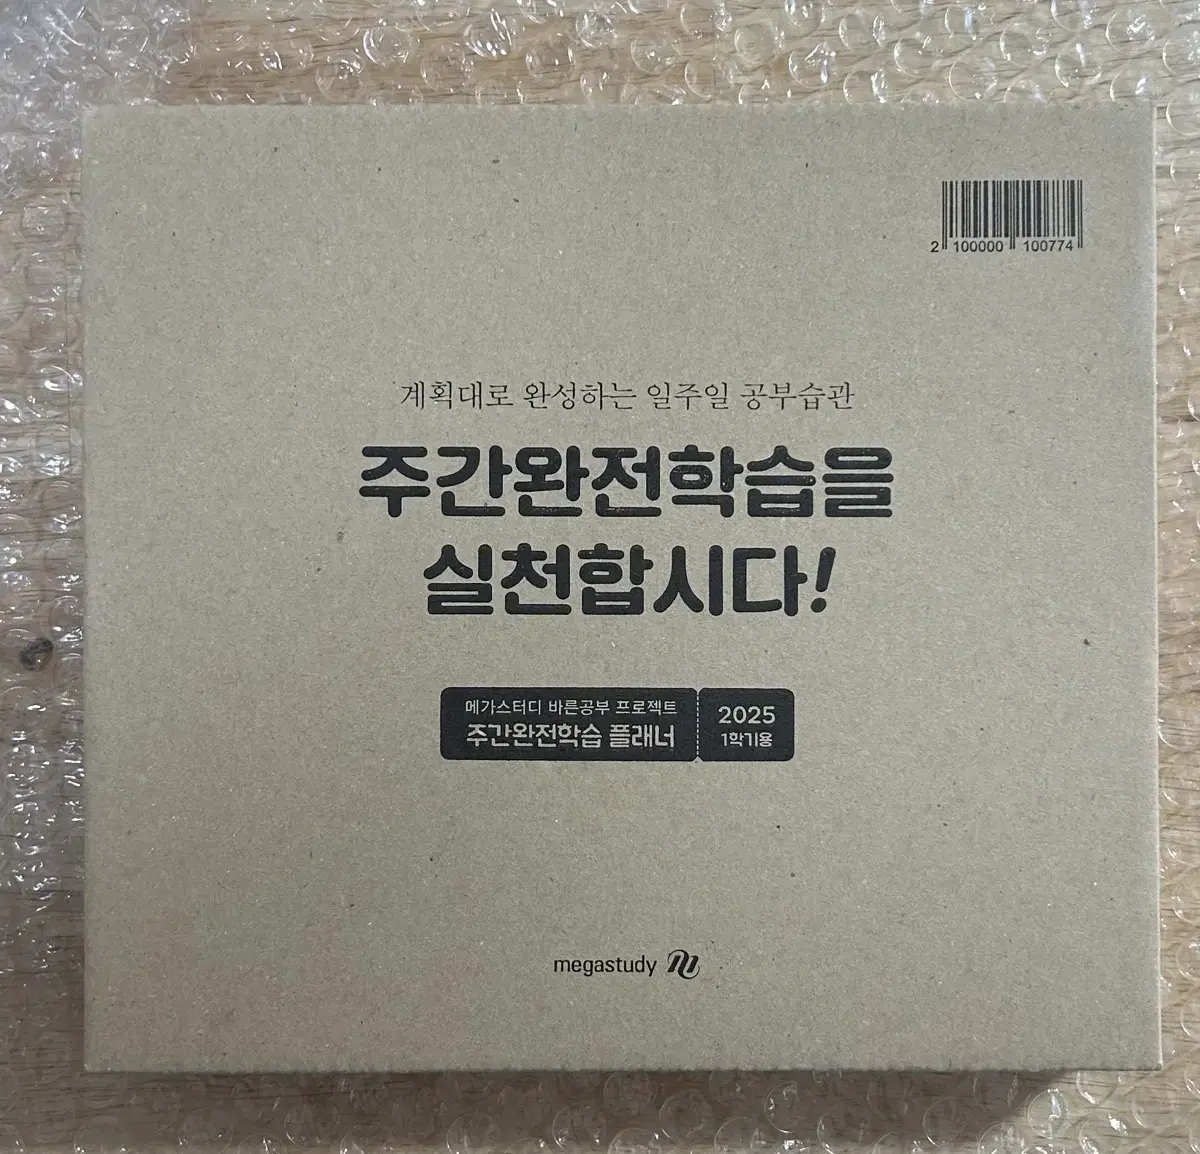 2 100000 100774
계획대로 완성하는 일주일 공부습관
주간완전학습을
실천합시다!
메가스터디 바른공부 프로젝트
주간완전학습 플래너
2025
1학기용
megastudy